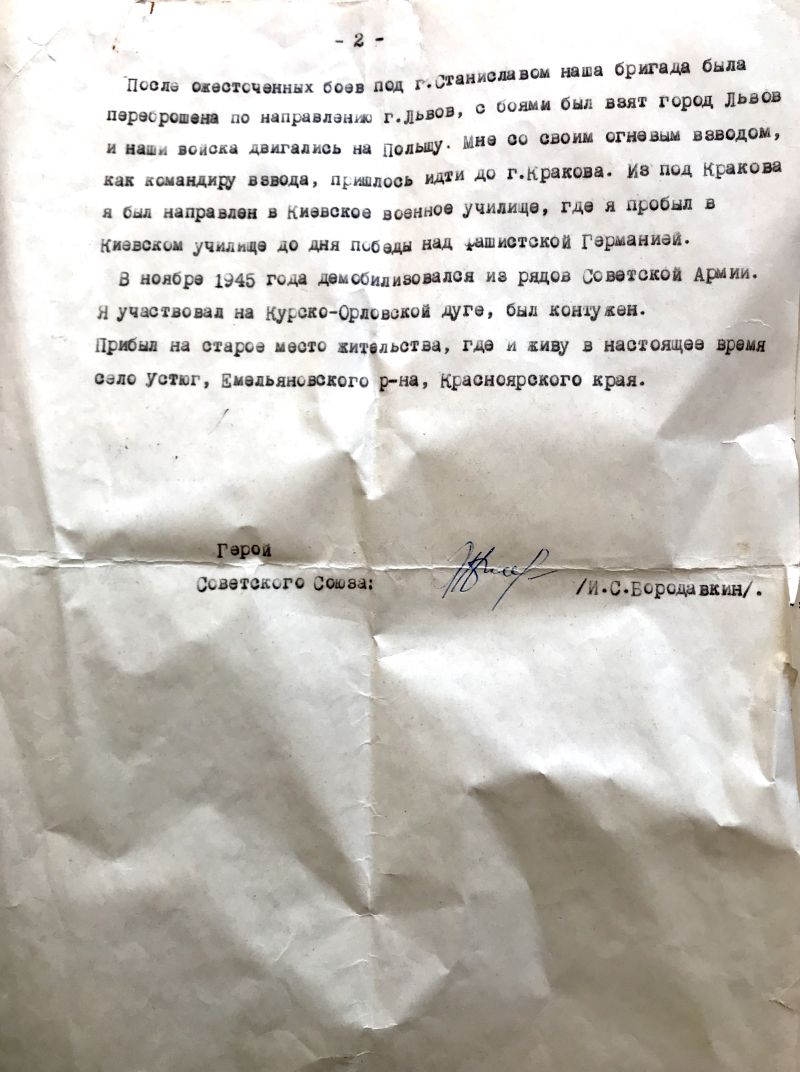 - 2 -
После ожесточенных боев под г.Станиславом наша бригада была
переброшена по направлению г.Львов, с боями был взят город Львов
и наши войска двигались на Польшу. Мне со своим огневым взводом,
как командиру взвода, пришлось идти до г.Кракова. Из под Кракова
я был направлен в Киевское военное училище, где я пробыл в
Киевском училище до дня победы над фашистской Германией.
В ноябре 1945 года демобилизовался из рядов Советской Армии.
Я участвовал на Курско-Орловской дуге, был контужен.
Прибыл на старое место жительства, где и живу в настоящее время
село Устюг, Емельяновского р-на, Красноярского края.
Герой
Советского Союза:
/И.С.Бородавкин/.